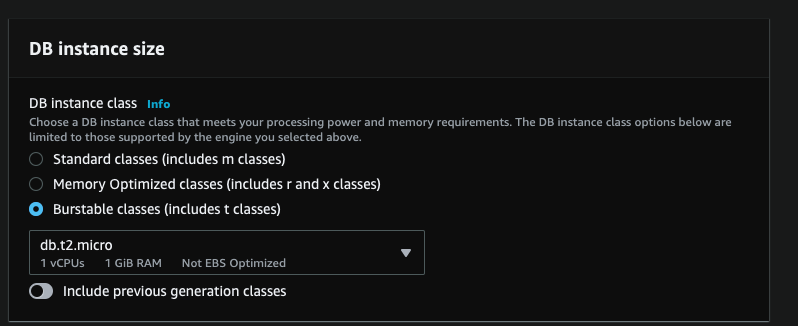 DB instance size
DB instance class Info
Choose a DB instance class that meets your processing power and memory requirements. The DB instance class options below are
limited to those supported by the engine you selected above.
Standard classes (includes m classes)
Memory Optimized classes (includes r and x classes)
Burstable classes (includes t classes)
db.t2.micro
1 vCPUs 1 GiB RAM Not EBS Optimized
Include previous generation classes